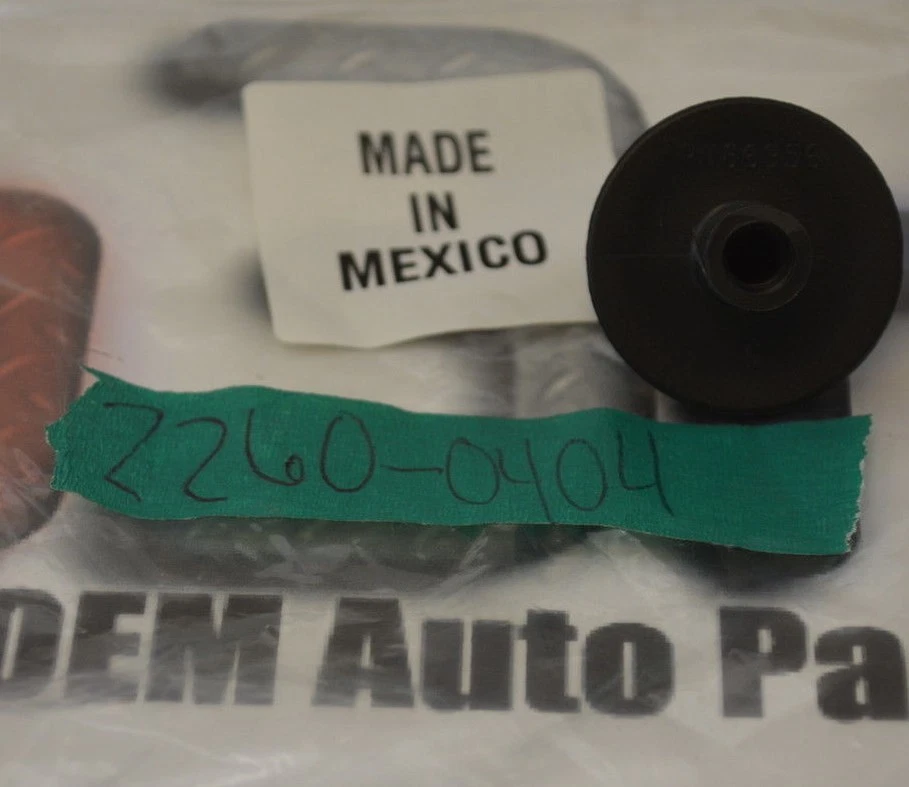 MADE
IN
MEXICO
2260-0404
OEM Auto Pa